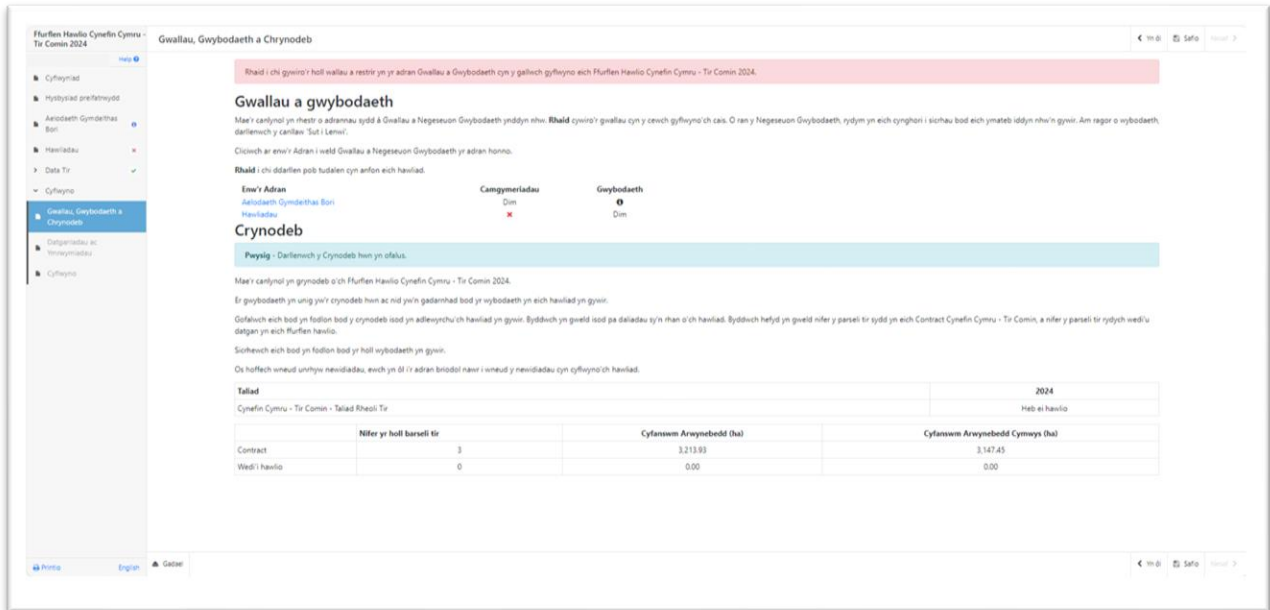 Ffurflen Hawlio Cynefin Cymru -
Tir Comin 2024
Help
Cyflwyniad
Hysbysiad preifatrwydd
Aelodaeth Gymdeithas
Bori
Hawliadau
Data Tir
Cyflwyno
Gwallau, Gwybodaeth a
Chrynodeb
Datganiadau ac
Ymrwymiadau
Cyflwyno
Printio
English
Gwallau, Gwybodaeth a Chrynodeb
Yn ôl
Safio
Nesaf
Rhaid i chi gywiro'r holl wallau a restrir yn yr adran Gwallau a Gwybodaeth cyn y gallwch gyflwyno eich Ffurflen Hawlio Cynefin Cymru - Tir Comin 2024.
Gwallau a gwybodaeth
Mae'r canlynol yn rhestr o adrannau sydd â Gwallau a Negeseuon Gwybodaeth ynddyn nhw. Rhaid cywiro'r gwallau cyn y cewch gyflwyno'ch cais. O ran y Negeseuon Gwybodaeth, rydym yn eich cynghori i sicrhau bod eich ymateb iddyn nhw'n gywir. Am ragor o wybodaeth,
darllenwch y canllaw 'Sut i Lenwi'.
Cliciwch ar enw'r Adran i weld Gwallau a Negeseuon Gwybodaeth yr adran honno.
Rhaid i chi ddarllen pob tudalen cyn anfon eich hawliad.
Enw'r Adran Camgymeriadau Gwybodaeth
Aelodaeth Gymdeithas Bori Dim
Hawliadau Dim
Crynodeb
Pwysig - Darllenwch y Crynodeb hwn yn ofalus.
Mae'r canlynol yn grynodeb o'ch Ffurflen Hawlio Cynefin Cymru - Tir Comin 2024.
Er gwybodaeth yn unig yw'r crynodeb hwn ac nid yw'n gadarnhad bod yr wybodaeth yn eich hawliad yn gywir.
Gofalwch eich bod yn fodlon bod y crynodeb isod yn adlewyrchu'ch hawliad yn gywir. Byddwch yn gweld isod pa daliadau sy'n rhan o'ch hawliad. Byddwch hefyd yn gweld nifer y parseli tir sydd yn eich Contract Cynefin Cymru - Tir Comin, a nifer y parseli tir rydych wedi'u
datgan yn eich ffurflen hawlio.
Sicrhewch eich bod yn fodlon bod yr holl wybodaeth yn gywir.
Os hoffech wneud unrhyw newidiadau, ewch yn ôl i'r adran briodol nawr i wneud y newidiadau cyn cyflwyno'ch hawliad.
Taliad 2024
Cynefin Cymru - Tir Comin - Taliad Rheoli Tir Heb ei hawlio
Nifer yr holl barseli tir Cyfanswm Arwynebedd (ha) Cyfanswm Arwynebedd Cymwys (ha)
Contract 3 3,213.93 3,147.45
Wedi'i hawlio 0 0.00 0.00
Gadael
Yn ôl
Safio
Nesaf